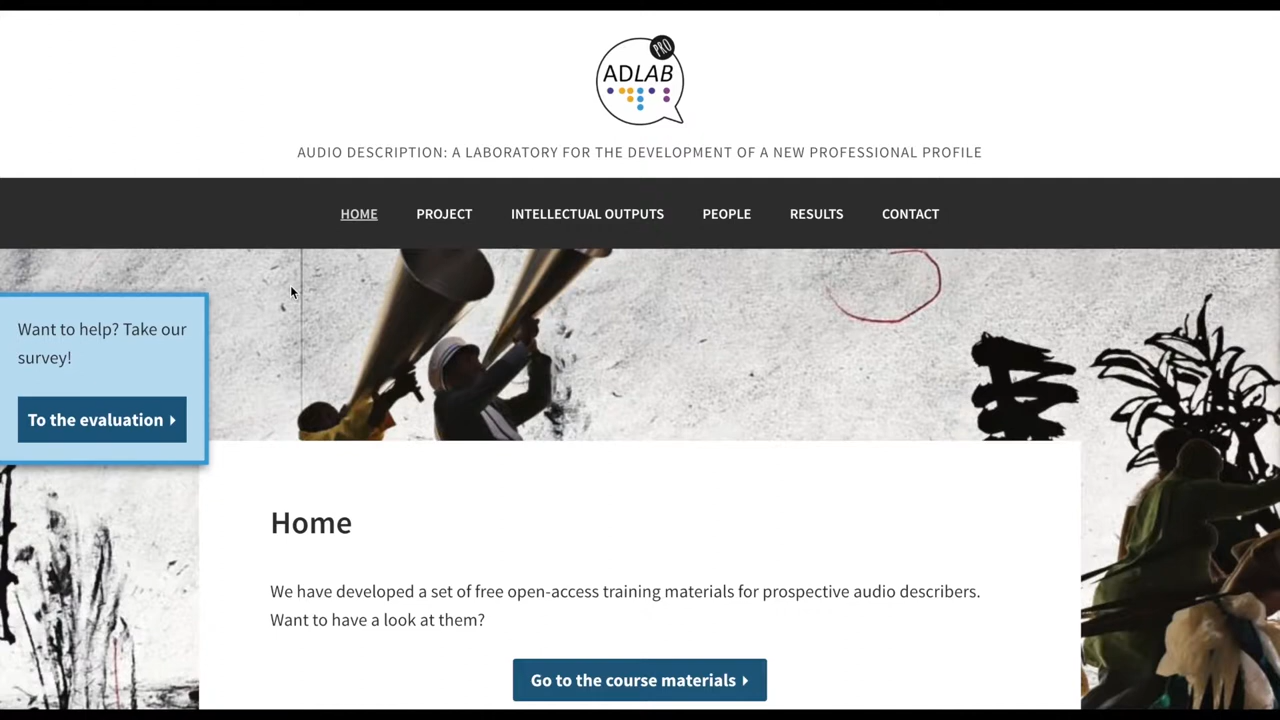 PRO
ADLAB
AUDIO DESCRIPTION: A LABORATORY FOR THE DEVELOPMENT OF A NEW PROFESSIONAL PROFILE
HOME PROJECT INTELLECTUAL OUTPUTS PEOPLE RESULTS CONTACT
Want to help? Take our
survey!
To the evaluation
Home
We have developed a set of free open-access training materials for prospective audio describers.
Want to have a look at them?
Go to the course materials